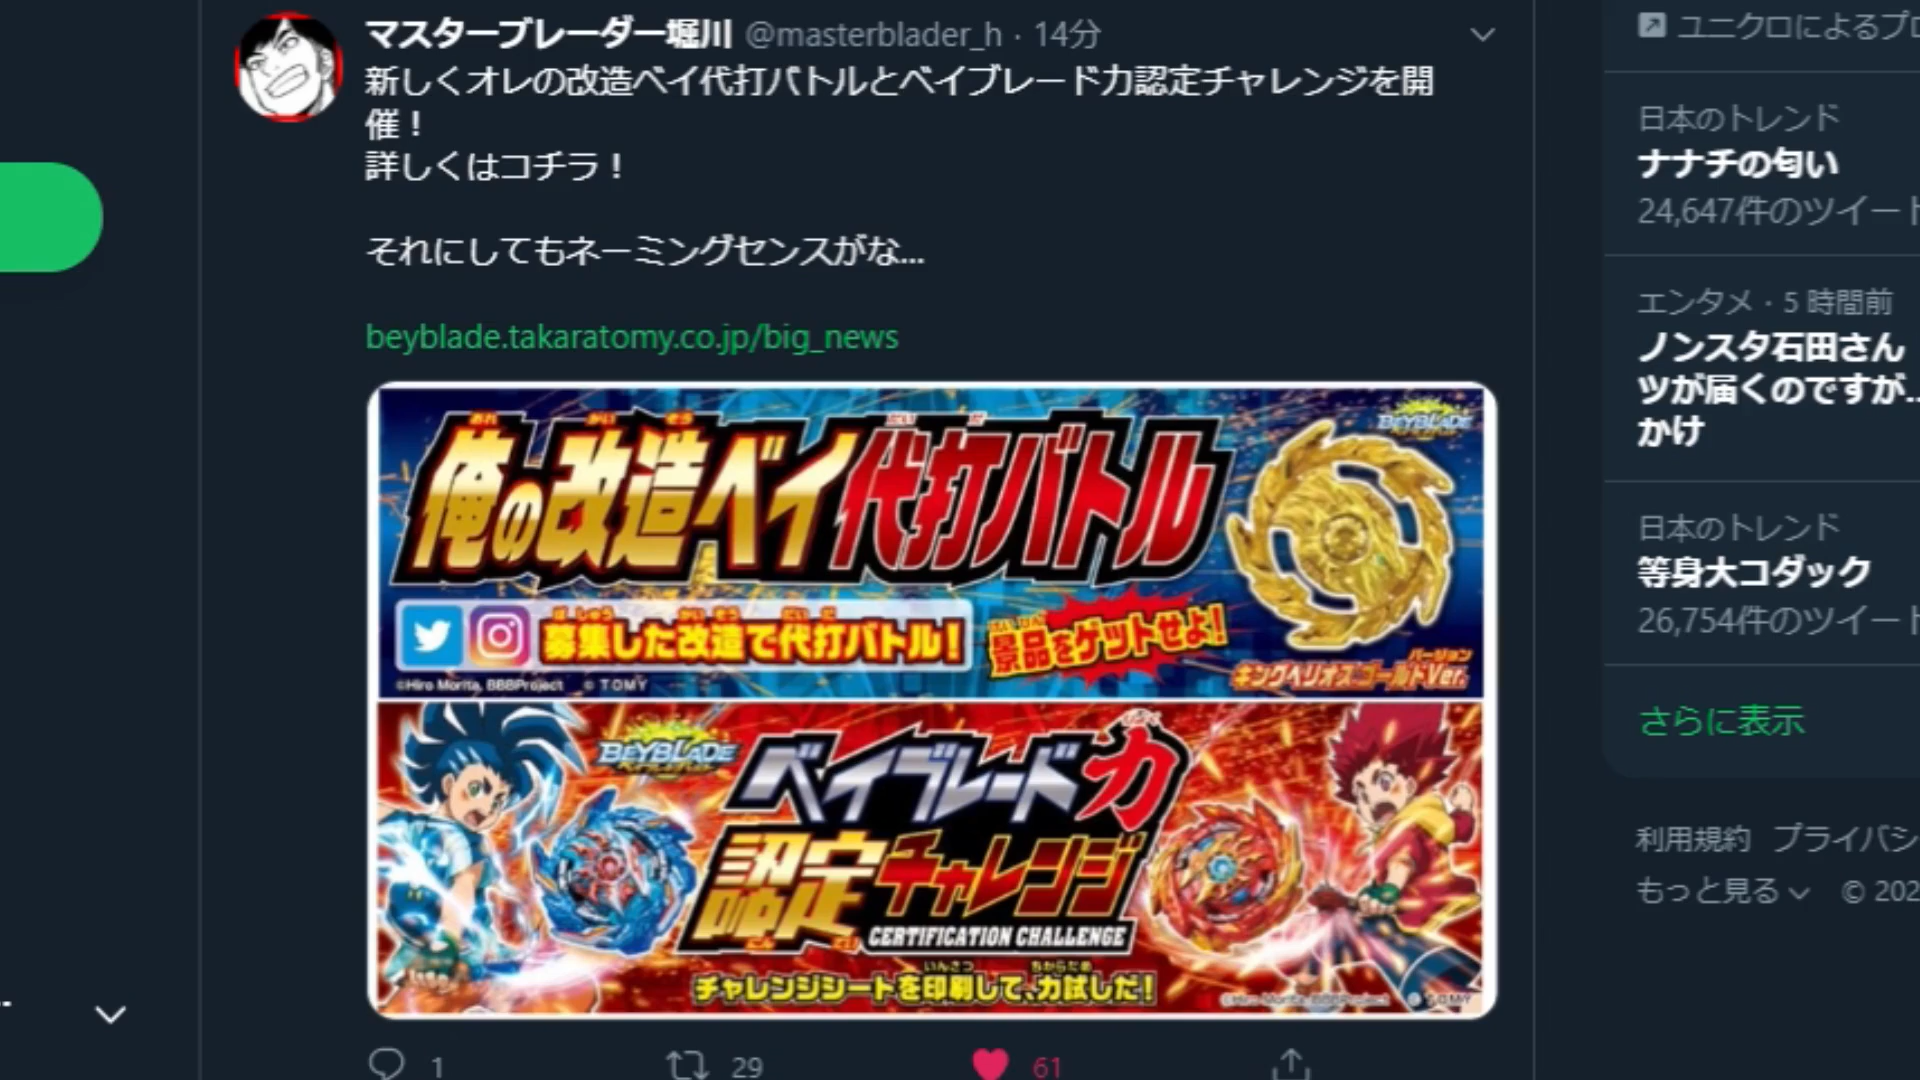 マスターブレーダー堀川 @masterblader_h · 14分
新しくオレの改造ベイ代打バトルとベイブレード力認定チャレンジを開
催！
詳しくはコチラ！
それにしてもネーミングセンスがな...
beyblade.takaratomy.co.jp/big_news
俺の改造ベイ代打バトル
BEYBLADE
募集した改造で代打バトル！
景品をゲットせよ！
キングヘリオス ゴールドVer.
©Hiro Morita, BBBProject © TOMY
BEYBLADE
ベイブレード力
認定チャレンジ
CERTIFICATION CHALLENGE
チャレンジシートを印刷して、力試しだ！
©Hiro Morita, BBBProject © TOMY
1
29
61
ユニクロによるプロ
日本のトレンド
ナナチの匂い
24,647件のツイート
エンタメ · 5 時間前
ノンスタ石田さん
ツが届くのですが...
かけ
日本のトレンド
等身大コダック
26,754件のツイート
さらに表示
利用規約 プライバシ
もっと見る © 202